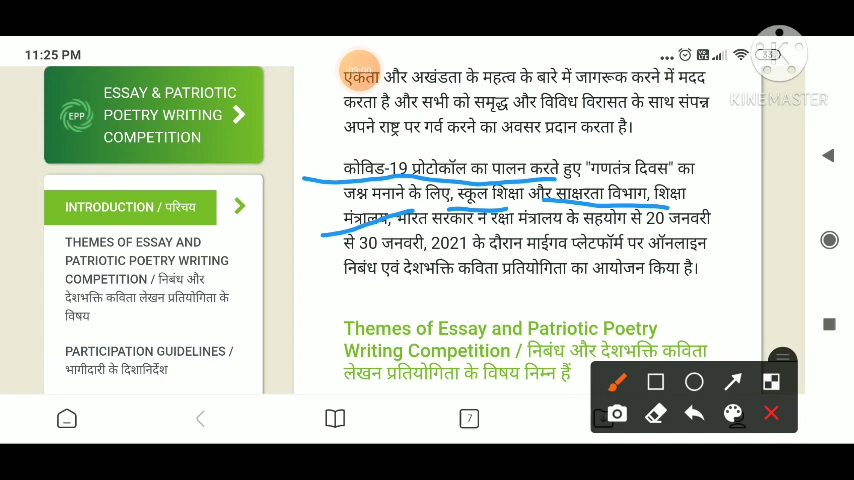 11:25 PM
33
KINEMASTER
ESSAY & PATRIOTIC
POETRY WRITING
COMPETITION
EPP
INTRODUCTION / परिचय
THEMES OF ESSAY AND
PATRIOTIC POETRY WRITING
COMPETITION / निबंध और
देशभक्ति कविता लेखन प्रतियोगिता के
विषय
PARTICIPATION GUIDELINES /
भागीदारी के दिशानिर्देश
एकता और अखंडता के महत्व के बारे में जागरूक करने में मदद
करता है और सभी को समृद्ध और विविध विरासत के साथ संपन्न
अपने राष्ट्र पर गर्व करने का अवसर प्रदान करता है।
कोविड-19 प्रोटोकॉल का पालन करते हुए "गणतंत्र दिवस" का
जश्न मनाने के लिए, स्कूल शिक्षा और साक्षरता विभाग, शिक्षा
मंत्रालय, भारत सरकार ने रक्षा मंत्रालय के सहयोग से 20 जनवरी
से 30 जनवरी, 2021 के दौरान माईगव प्लेटफॉर्म पर ऑनलाइन
निबंध एवं देशभक्ति कविता प्रतियोगिता का आयोजन किया है।
Themes of Essay and Patriotic Poetry
Writing Competition / निबंध और देशभक्ति कविता
लेखन प्रतियोगिता के विषय निम्न हैं
7